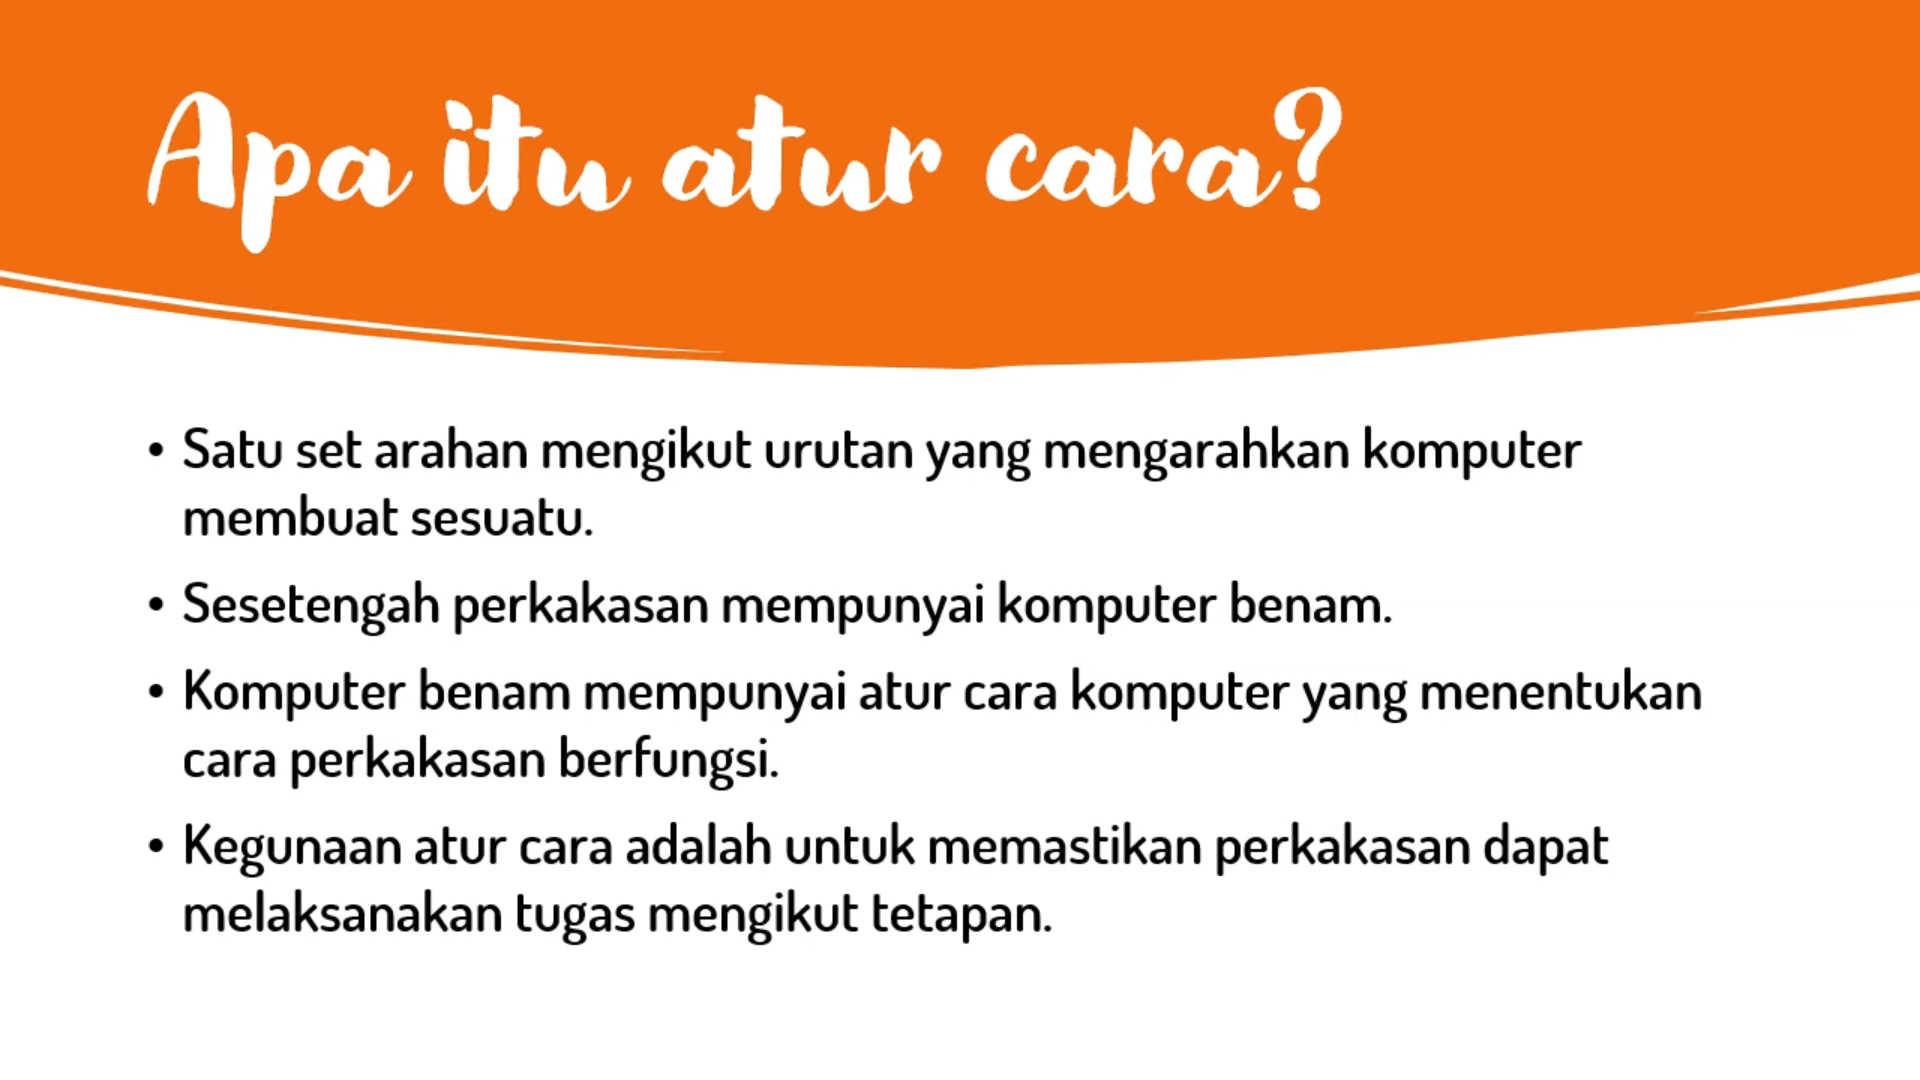 Apa itu atur cara?
• Satu set arahan mengikut urutan yang mengarahkan komputer
membuat sesuatu.
• Sesetengah perkakasan mempunyai komputer benam.
• Komputer benam mempunyai atur cara komputer yang menentukan
cara perkakasan berfungsi.
• Kegunaan atur cara adalah untuk memastikan perkakasan dapat
melaksanakan tugas mengikut tetapan.